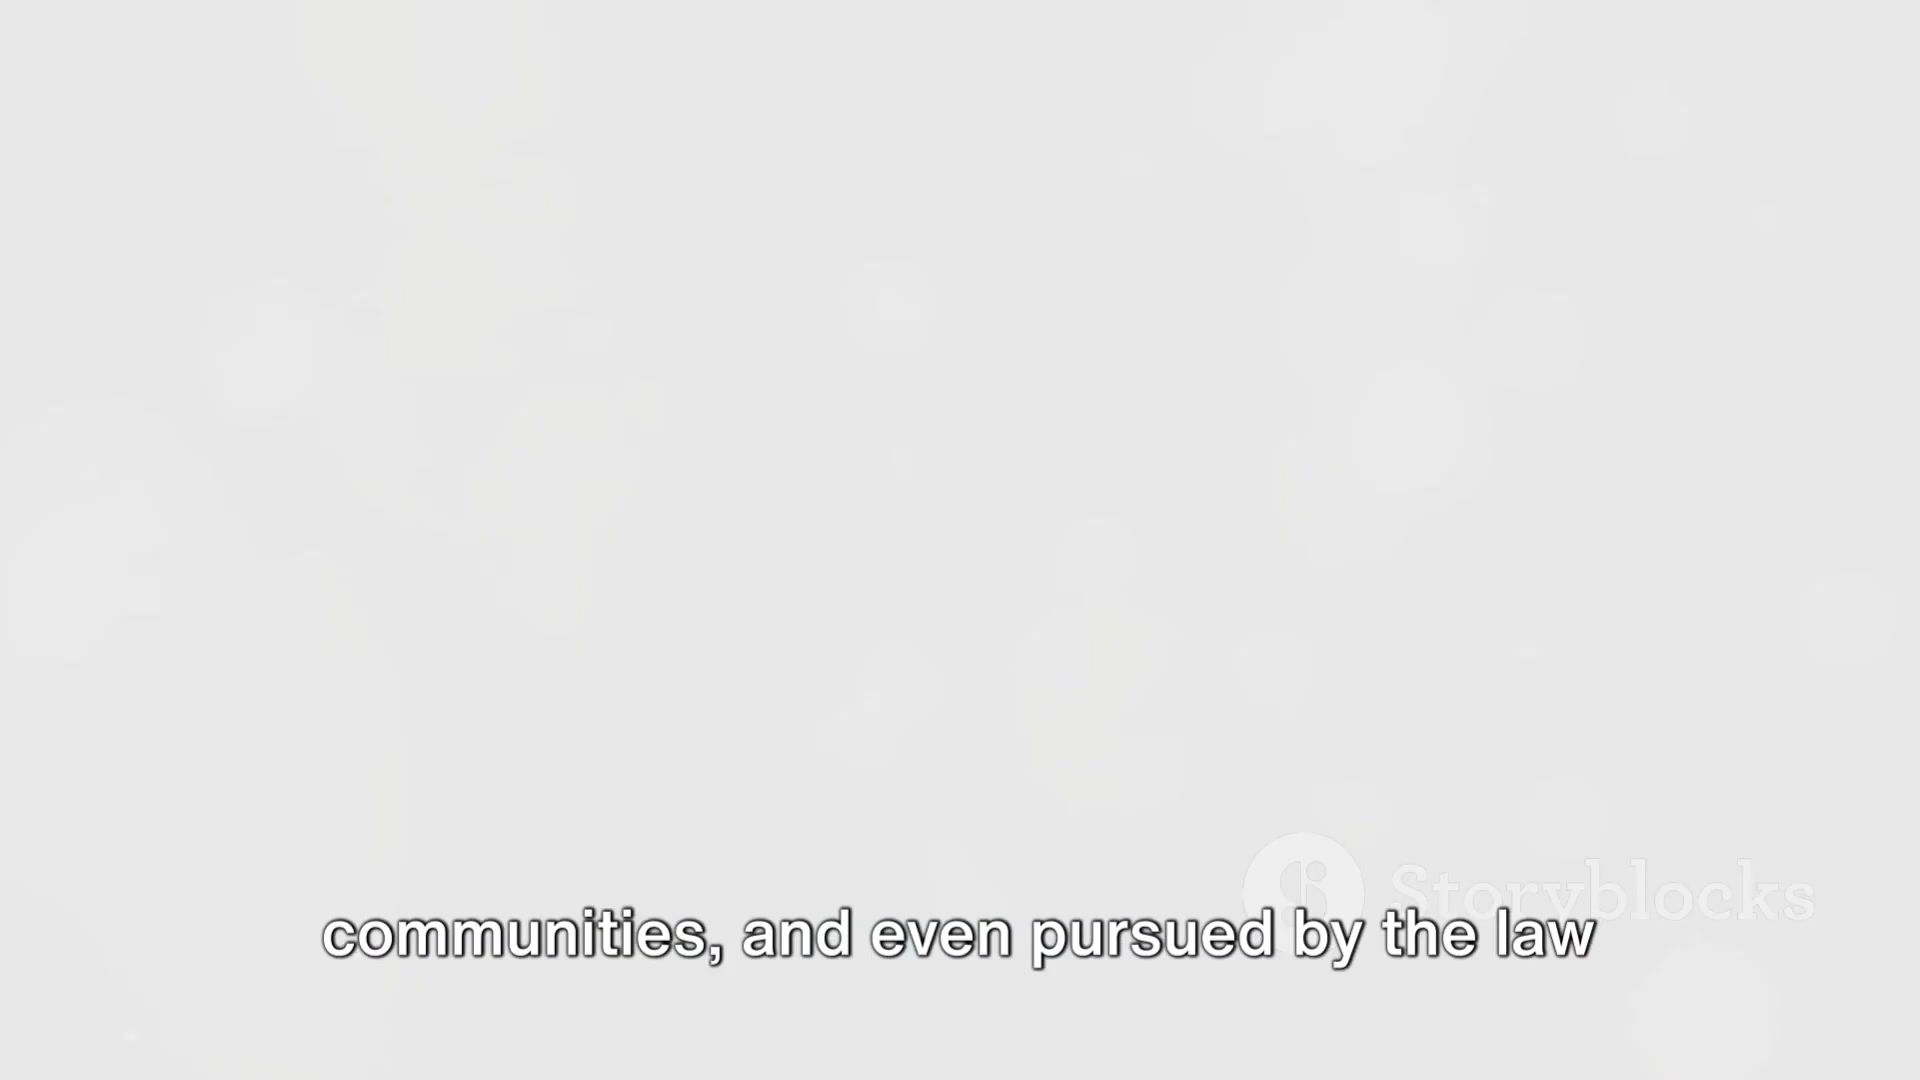 Storyblocks
communities, and even pursued by the law